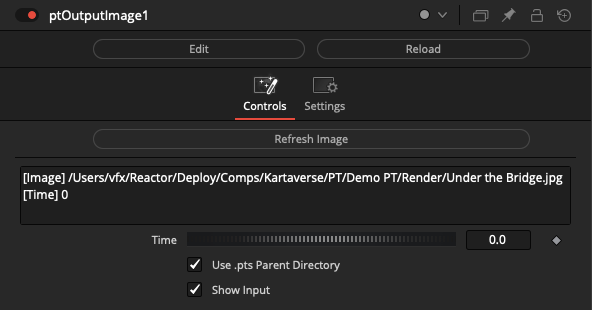 ptOutputImage1
Edit
Reload
Controls
Settings
Refresh Image
[Image] /Users/vfx/Reactor/Deploy/Comps/Kartaverse/PT/Demo PT/Render/Under the Bridge.jpg
[Time] 0
Time
0.0
Use .pts Parent Directory
Show Input